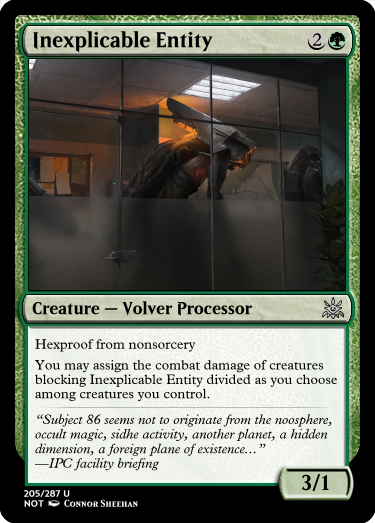 Inexplicable Entity 2
Creature — Volver Processor
Hexproof from nonsorcery
You may assign the combat damage of creatures
blocking Inexplicable Entity divided as you choose
among creatures you control.
“Subject 86 seems not to originate from the noosphere,
occult magic, sidhe activity, another planet, a hidden
dimension, a foreign plane of existence...”
—IPC facility briefing
3/1
205/287 U
NOT Connor Sheehan